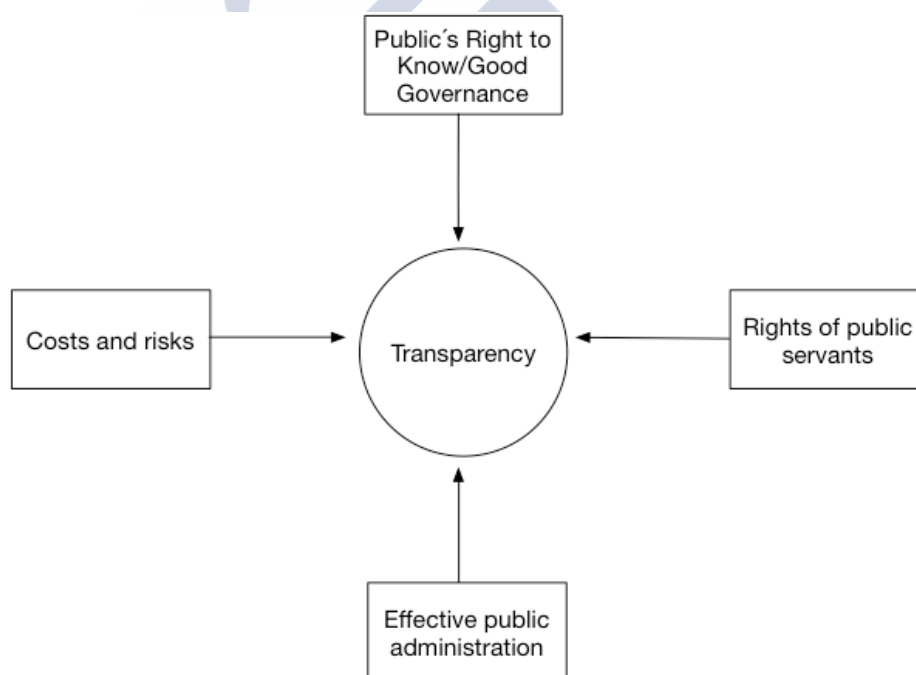 Public´s Right to
Know/Good
Governance
Costs and risks
Transparency
Rights of public
servants
Effective public
administration